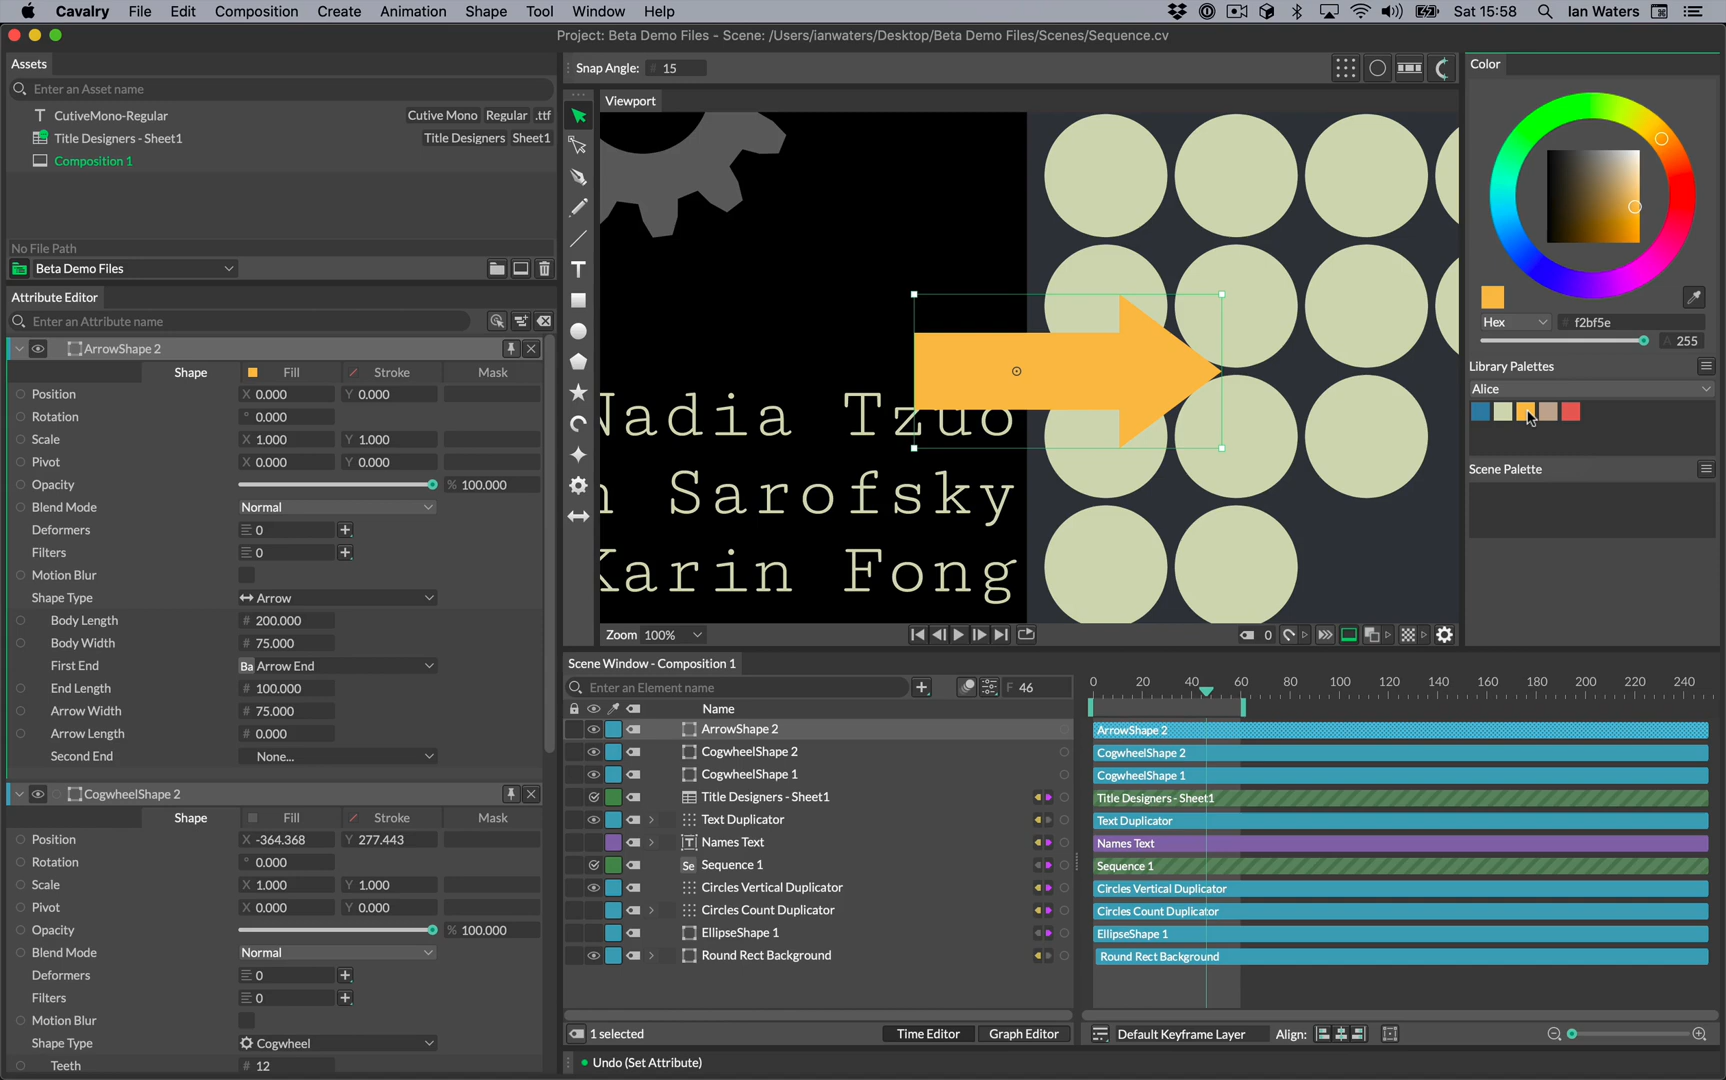 Cavalry File Edit Composition Create Animation Shape Tool Window Help Sat 15:58 Ian Waters
Project: Beta Demo Files - Scene: /Users/ianwaters/Desktop/Beta Demo Files/Scenes/Sequence.cv
Assets
Enter an Asset name
CutiveMono-Regular Cutive Mono Regular .ttf
Title Designers - Sheet1 Title Designers Sheet1
Composition 1
No File Path
Beta Demo Files
Attribute Editor
Enter an Attribute name
ArrowShape 2
Shape Fill Stroke Mask
Position X 0.000 Y 0.000
Rotation ° 0.000
Scale X 1.000 Y 1.000
Pivot X 0.000 Y 0.000
Opacity % 100.000
Blend Mode Normal
Deformers 0 +
Filters 0 +
Motion Blur
Shape Type Arrow
Body Length # 200.000
Body Width # 75.000
First End Ba Arrow End
End Length # 100.000
Arrow Width # 75.000
Arrow Length # 0.000
Second End None...
CogwheelShape 2
Shape Fill Stroke Mask
Position X -364.368 Y 277.443
Rotation ° 0.000
Scale X 1.000 Y 1.000
Pivot X 0.000 Y 0.000
Opacity % 100.000
Blend Mode Normal
Deformers 0 +
Filters 0 +
Motion Blur
Shape Type Cogwheel
Teeth # 12
Snap Angle: # 15
Viewport
T
Nadia Tzuo
n Sarofsky
Karin Fong
Zoom 100% 0
Color
Hex # f2bf5e
A 255
Library Palettes
Alice
Scene Palette
Scene Window - Composition 1
Enter an Element name + F 46
Name
ArrowShape 2
CogwheelShape 2
CogwheelShape 1
Title Designers - Sheet1
Text Duplicator
Names Text
Se Sequence 1
Circles Vertical Duplicator
Circles Count Duplicator
EllipseShape 1
Round Rect Background
0 20 40 60 80 100 120 140 160 180 200 220 240
ArrowShape 2
CogwheelShape 2
CogwheelShape 1
Title Designers - Sheet1
Text Duplicator
Names Text
Sequence 1
Circles Vertical Duplicator
Circles Count Duplicator
EllipseShape 1
Round Rect Background
1 selected Time Editor Graph Editor Default Keyframe Layer Align:
Undo (Set Attribute)